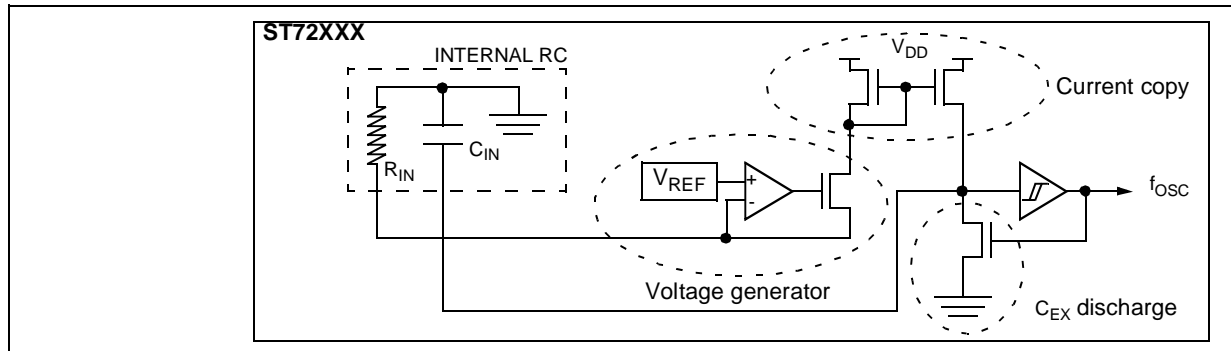 ST72XXX
INTERNAL RC
V_DD
Current copy
R_IN
C_IN
V_REF
+
-
f_OSC
Voltage generator
C_EX discharge